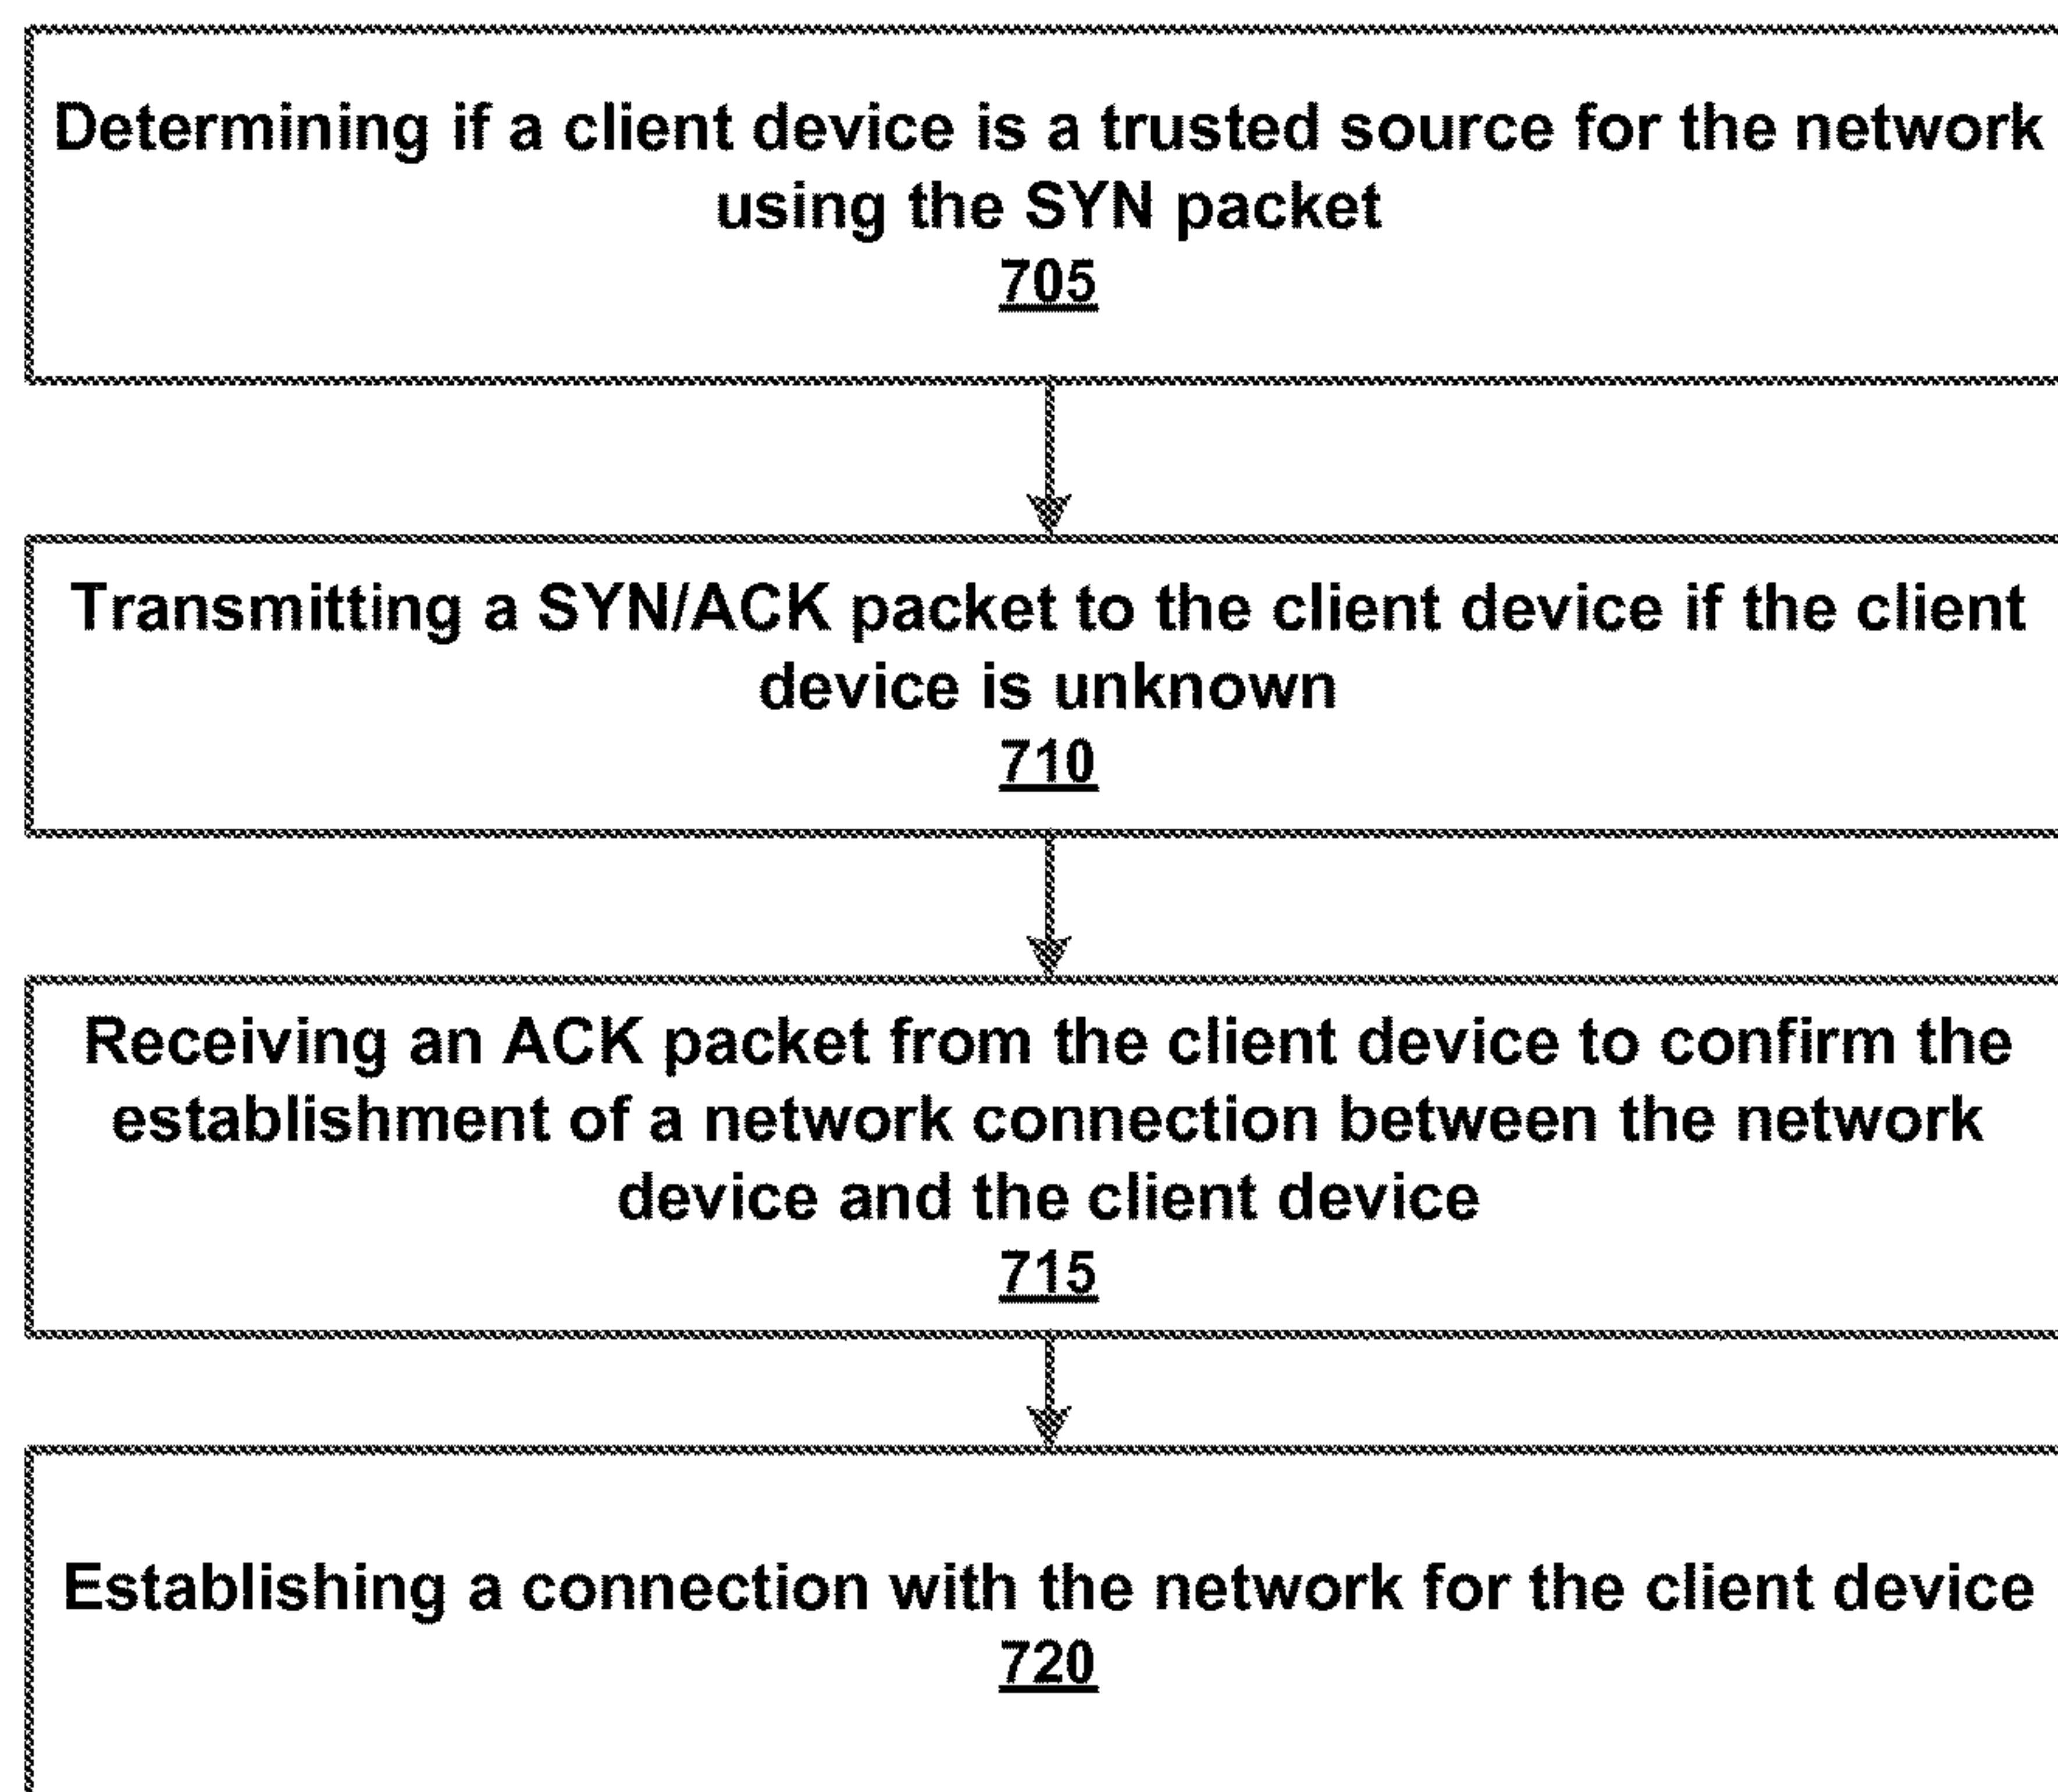 Determining if a client device is a trusted source for the network
using the SYN packet
705
Transmitting a SYN/ACK packet to the client device if the client
device is unknown
710
Receiving an ACK packet from the client device to confirm the
establishment of a network connection between the network
device and the client device
715
Establishing a connection with the network for the client device
720